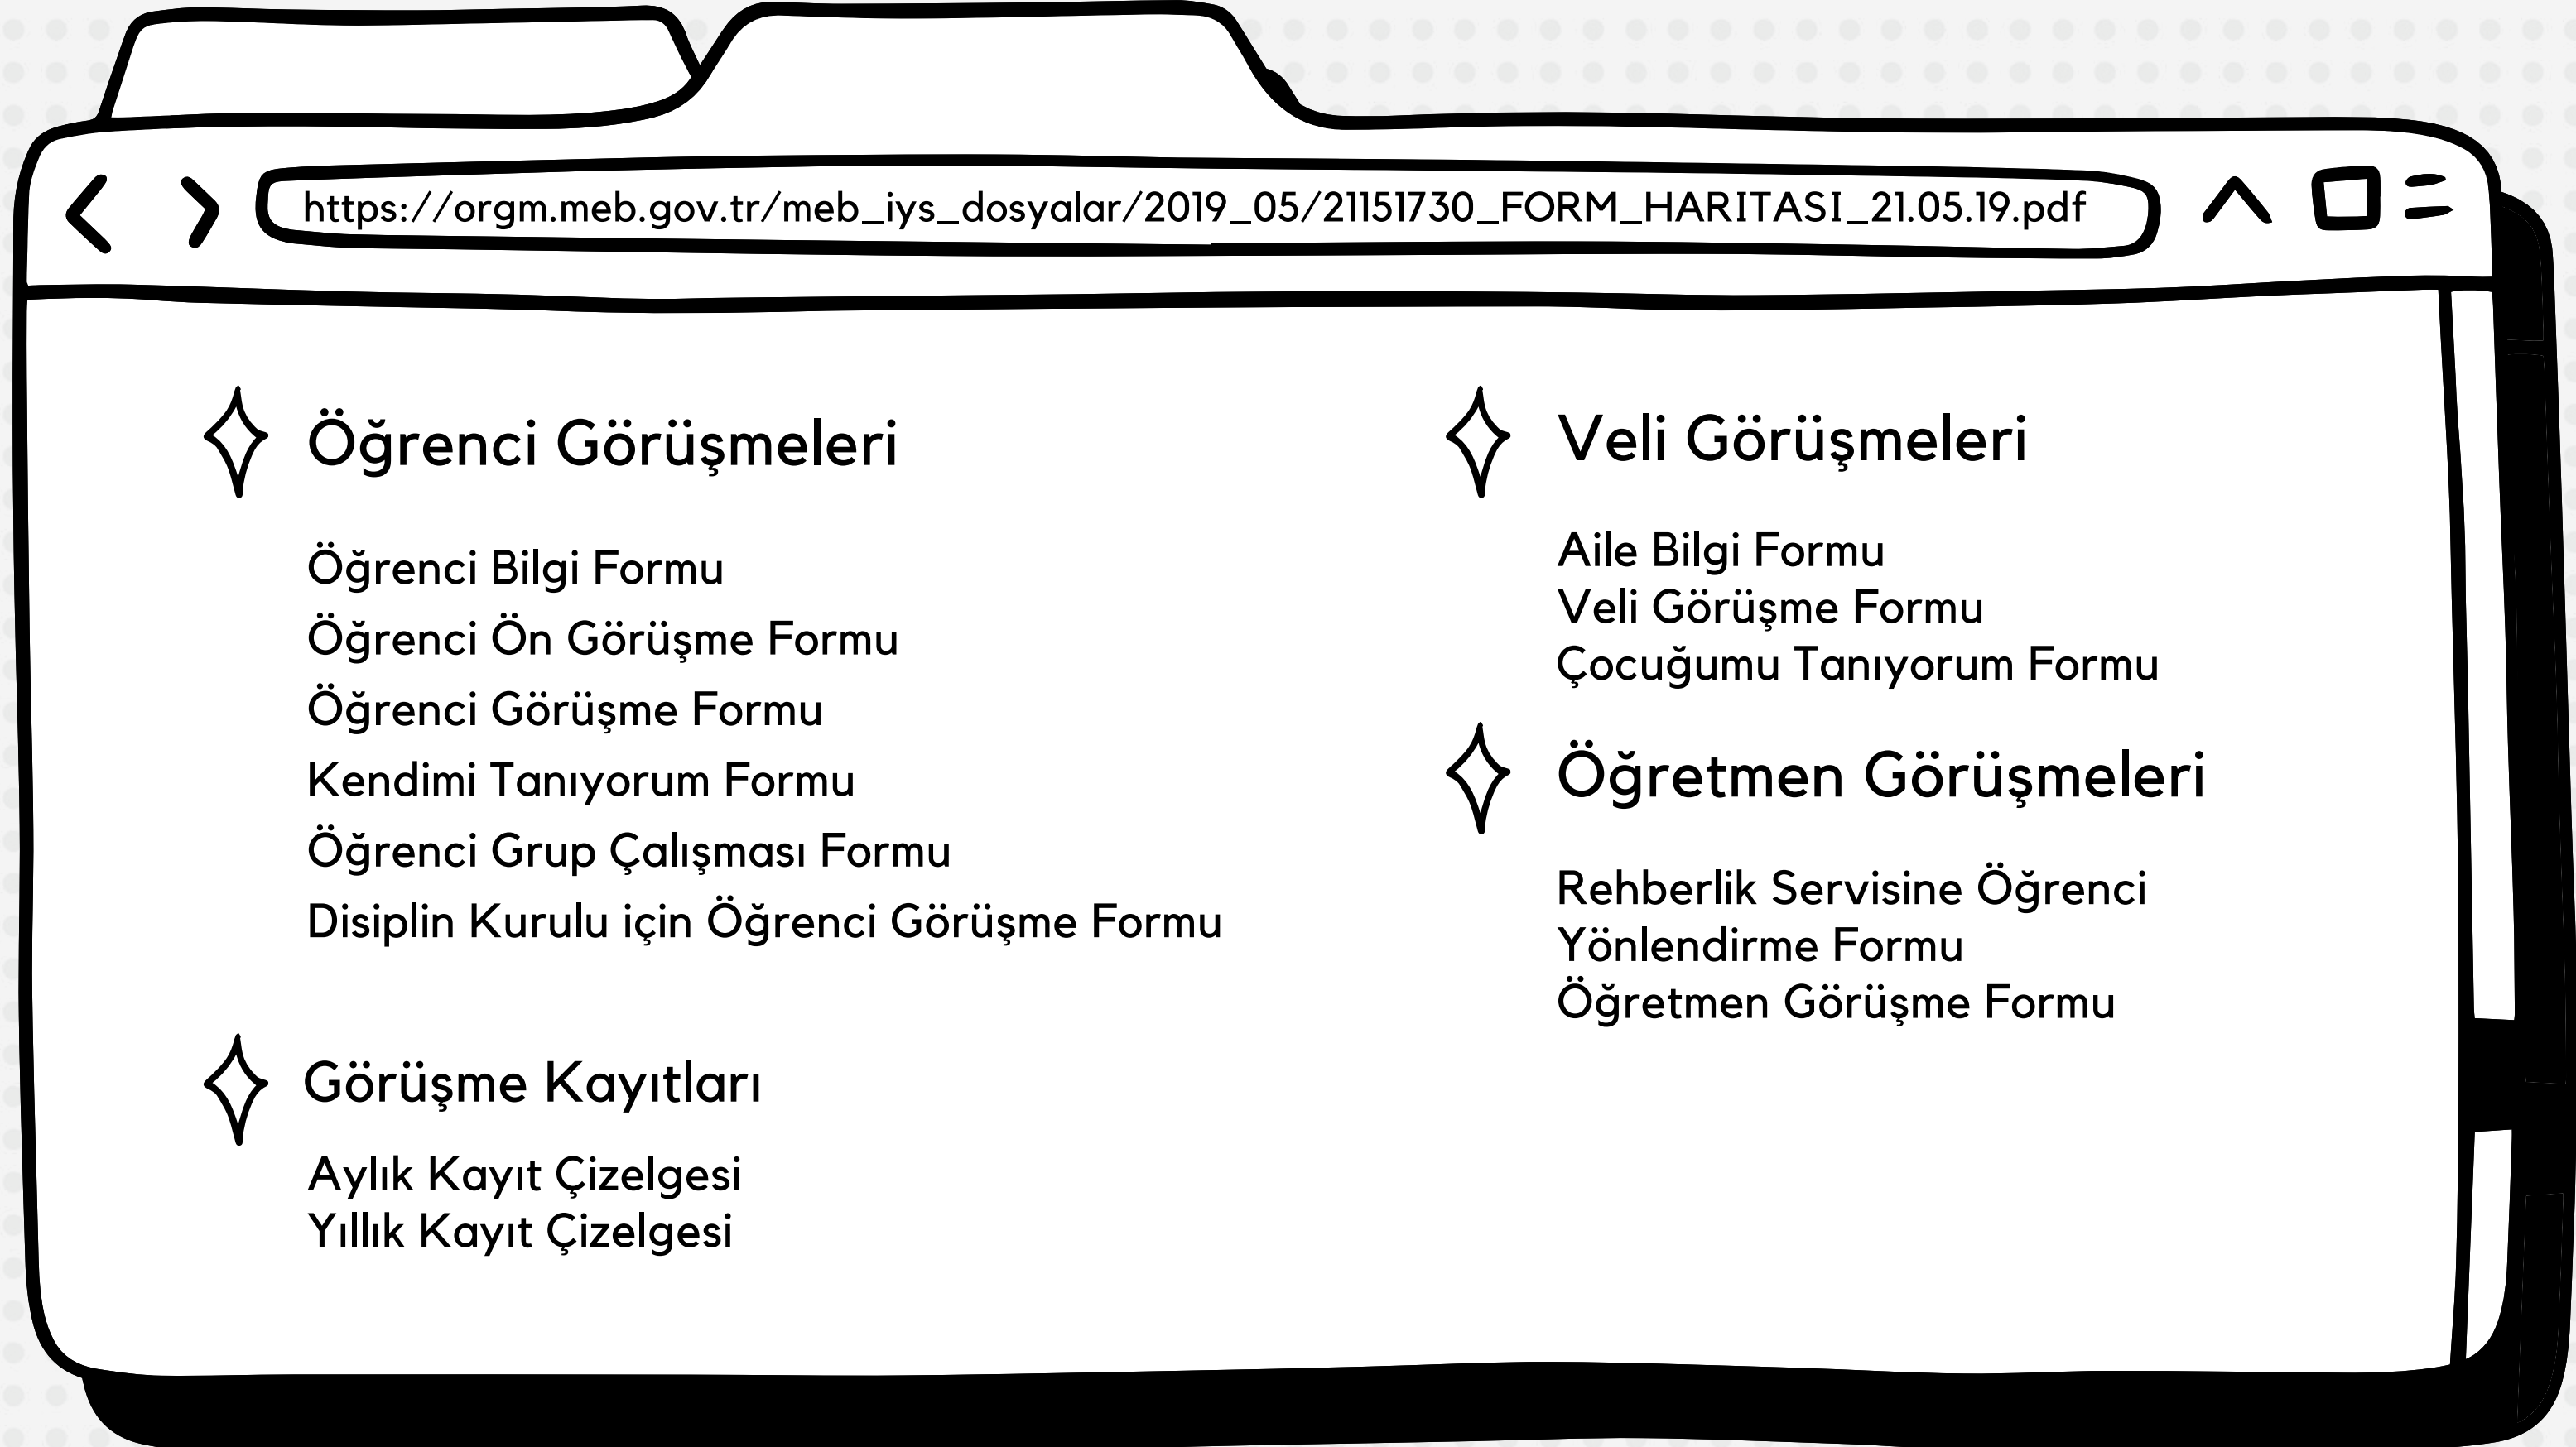 https://orgm.meb.gov.tr/meb_iys_dosyalar/2019_05/21151730_FORM_HARITASI_21.05.19.pdf
Öğrenci Görüşmeleri
Öğrenci Bilgi Formu
Öğrenci Ön Görüşme Formu
Öğrenci Görüşme Formu
Kendimi Tanıyorum Formu
Öğrenci Grup Çalışması Formu
Disiplin Kurulu için Öğrenci Görüşme Formu
Görüşme Kayıtları
Aylık Kayıt Çizelgesi
Yıllık Kayıt Çizelgesi
Veli Görüşmeleri
Aile Bilgi Formu
Veli Görüşme Formu
Çocuğumu Tanıyorum Formu
Öğretmen Görüşmeleri
Rehberlik Servisine Öğrenci
Yönlendirme Formu
Öğretmen Görüşme Formu